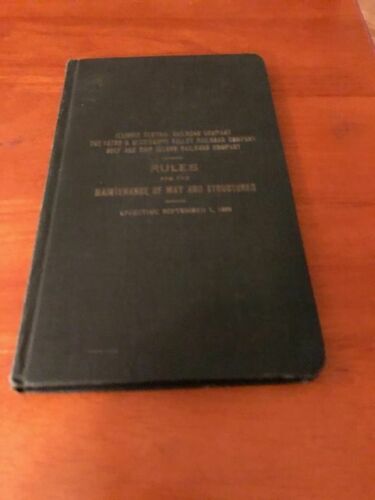 ILLINOIS CENTRAL RAILROAD COMPANY
THE YAZOO & MISSISSIPPI VALLEY RAILROAD COMPANY
GULF AND SHIP ISLAND RAILROAD COMPANY
RULES
FOR THE
MAINTENANCE OF WAY AND STRUCTURES
EFFECTIVE SEPTEMBER 1,